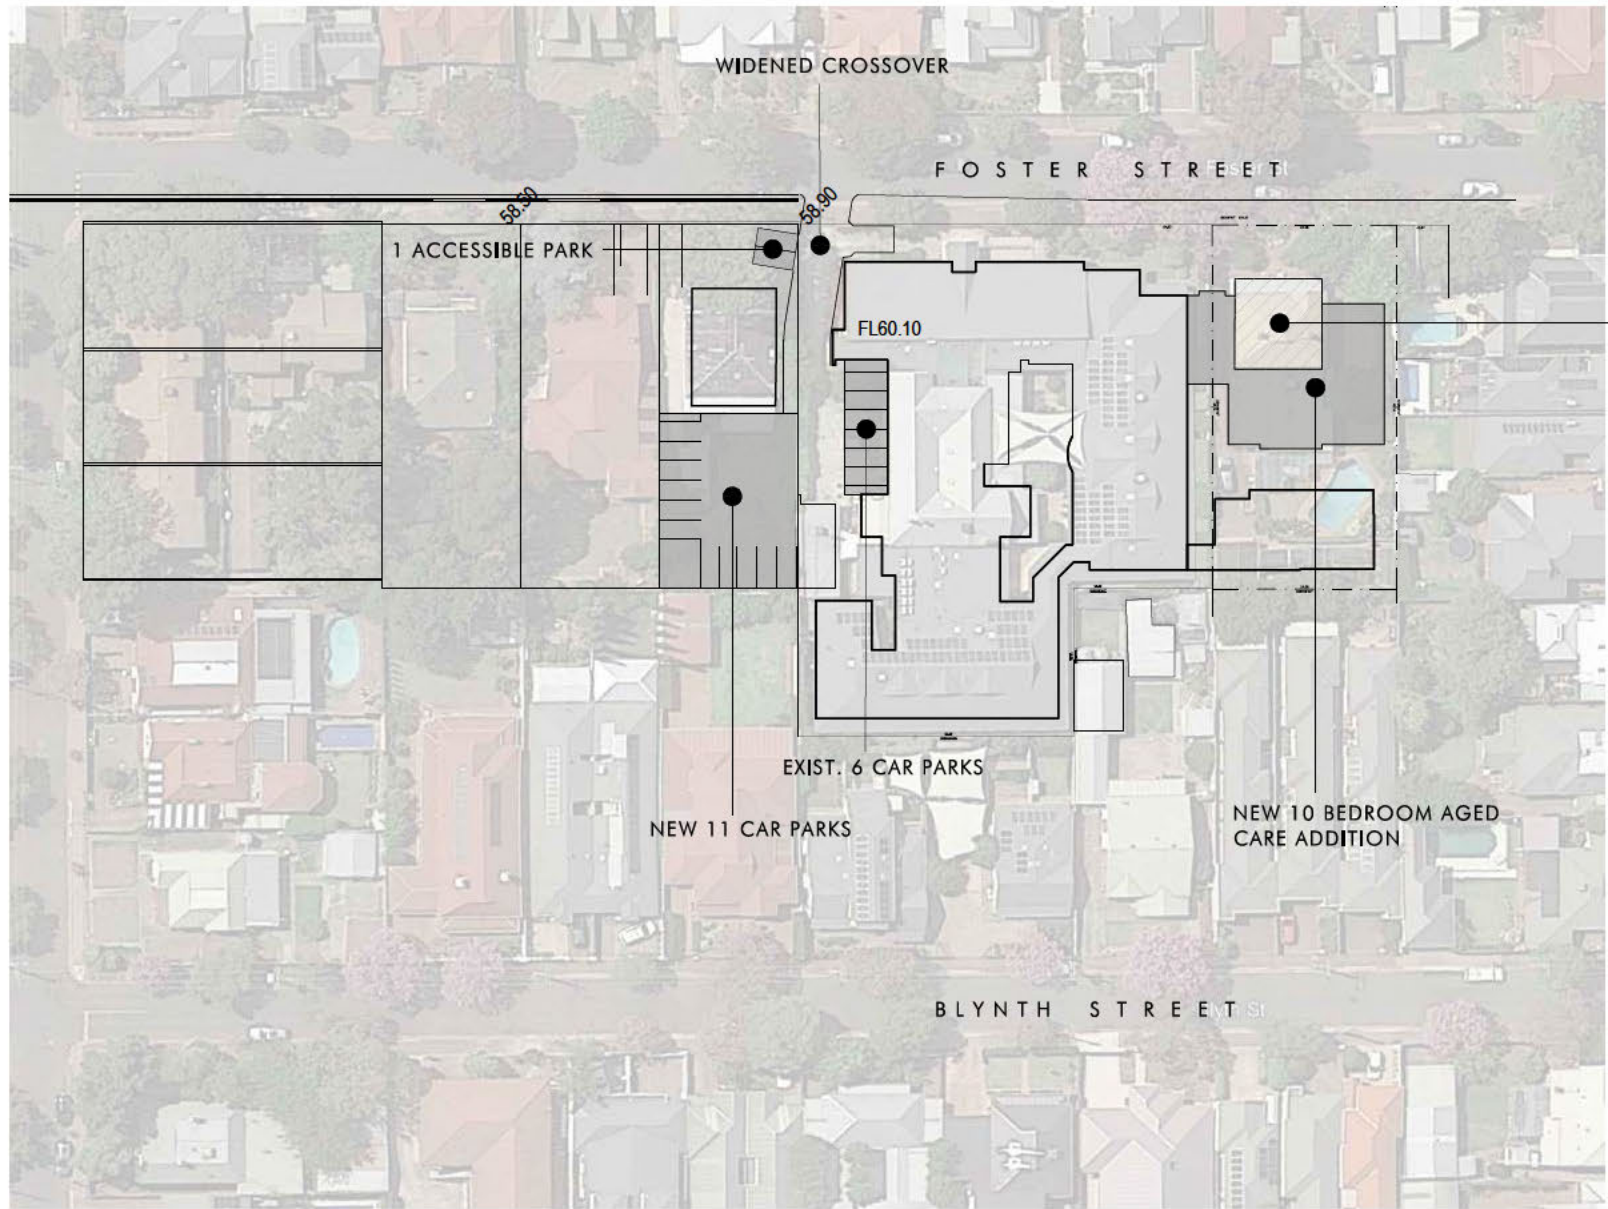 WIDENED CROSSOVER
FOSTER STREET
58.50
58.90
1 ACCESSIBLE PARK
FL60.10
EXIST. 6 CAR PARKS
NEW 11 CAR PARKS
NEW 10 BEDROOM AGED
CARE ADDITION
BLYNTH STREET